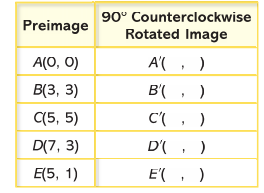 Preimage 90° Counterclockwise Rotated Image
A(0, 0) A′( , )
B(3, 3) B′( , )
C(5, 5) C′( , )
D(7, 3) D′( , )
E(5, 1) E′( , )